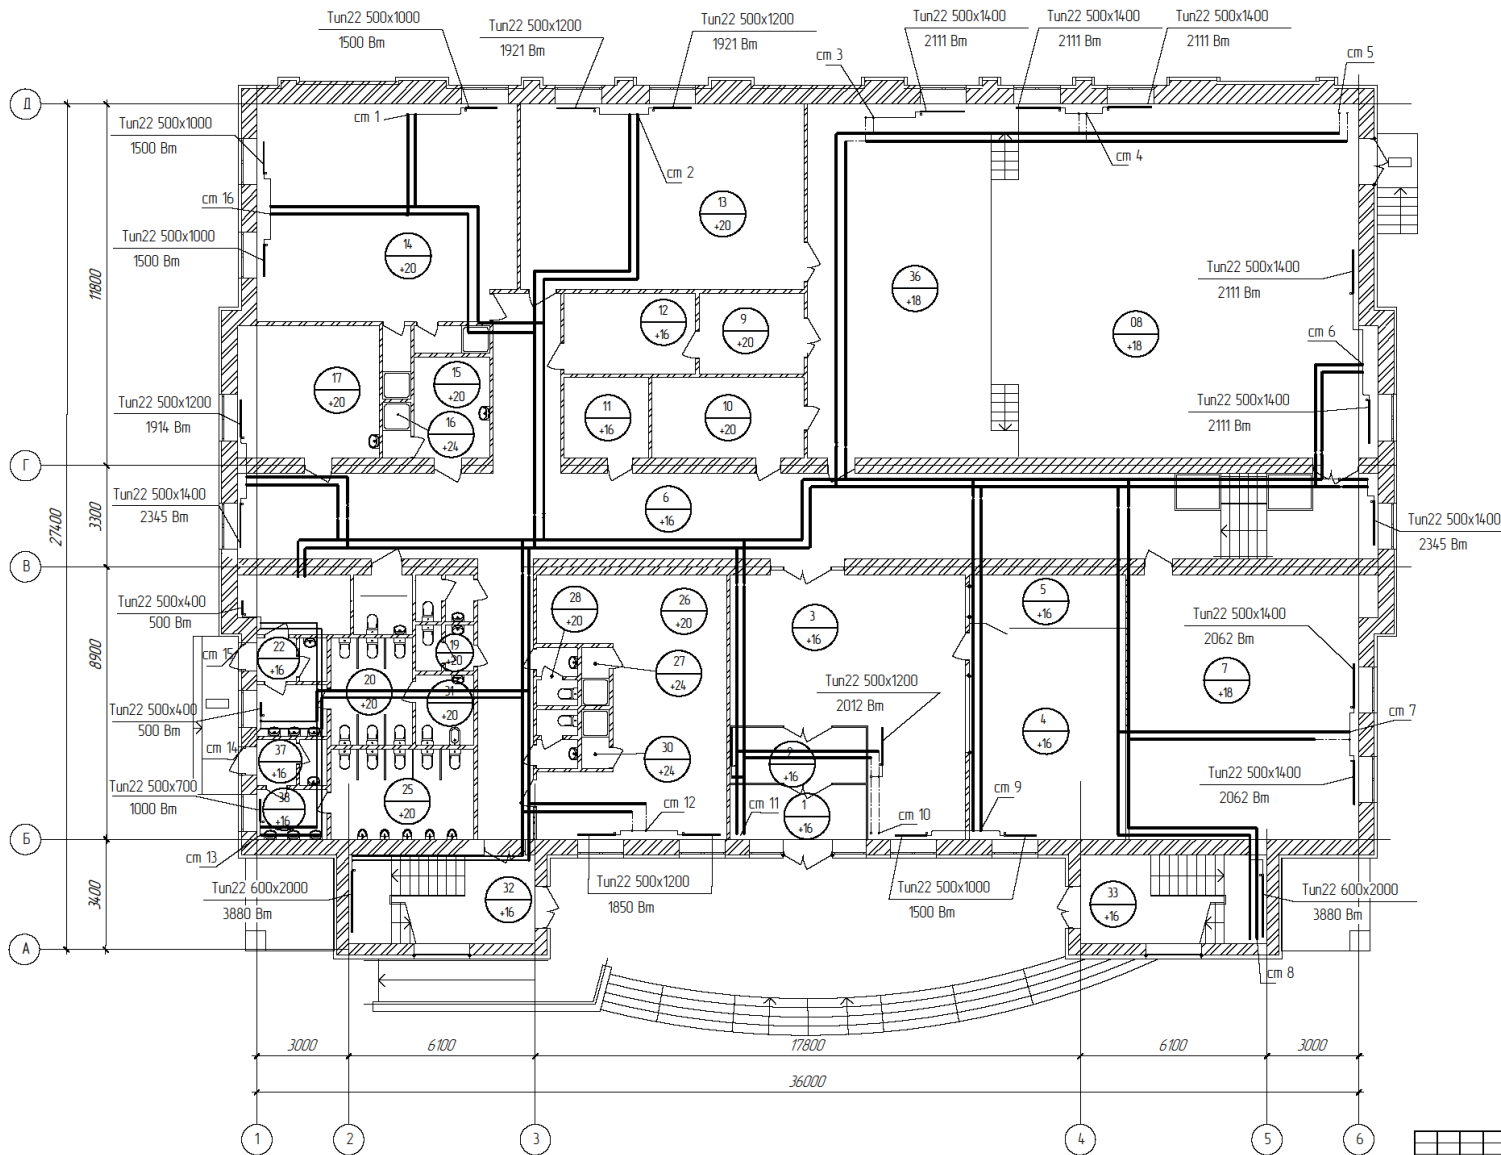 Тип22 500х1000
1500 Вт
Тип22 500х1200
1921 Вт
Тип22 500х1200
1921 Вт
Тип22 500х1400
2111 Вт
Тип22 500х1400
2111 Вт
Тип22 500х1400
2111 Вт
ст 3
ст 5
Д
ст 1
Тип22 500х1000
1500 Вт
ст 4
ст 2
ст 16
13
+20
Тип22 500х1000
1500 Вт
14
+20
11800
36
+18
Тип22 500х1400
2111 Вт
12
+16
9
+20
08
+18
ст 6
17
+20
15
+20
Тип22 500х1200
1914 Вт
11
+16
10
+20
Тип22 500х1400
2111 Вт
16
+24
Г
Тип22 500х1400
2345 Вт
6
+16
3300
27400
Тип22 500х1400
2345 Вт
В
Тип22 500х400
500 Вт
28
+20
26
+20
3
+16
5
+16
Тип22 500х1400
2062 Вт
8900
ст 15
22
+16
19
+20
27
+24
7
+18
20
+20
31
+20
Тип22 500х1200
2012 Вт
Тип22 500х400
500 Вт
4
+16
ст 7
ст 14
37
+16
2
+16
30
+24
Тип22 500х1400
2062 Вт
Тип22 500х700
1000 Вт
38
+16
25
+20
ст 12
ст 11
1
+16
ст 10
ст 9
Б
ст 13
Тип22 600х2000
3880 Вт
32
+16
Тип22 500х1200
1850 Вт
Тип22 500х1000
1500 Вт
33
+16
Тип22 600х2000
3880 Вт
3400
А
ст 8
3000
6100
17800
6100
3000
36000
1
2
3
4
5
6